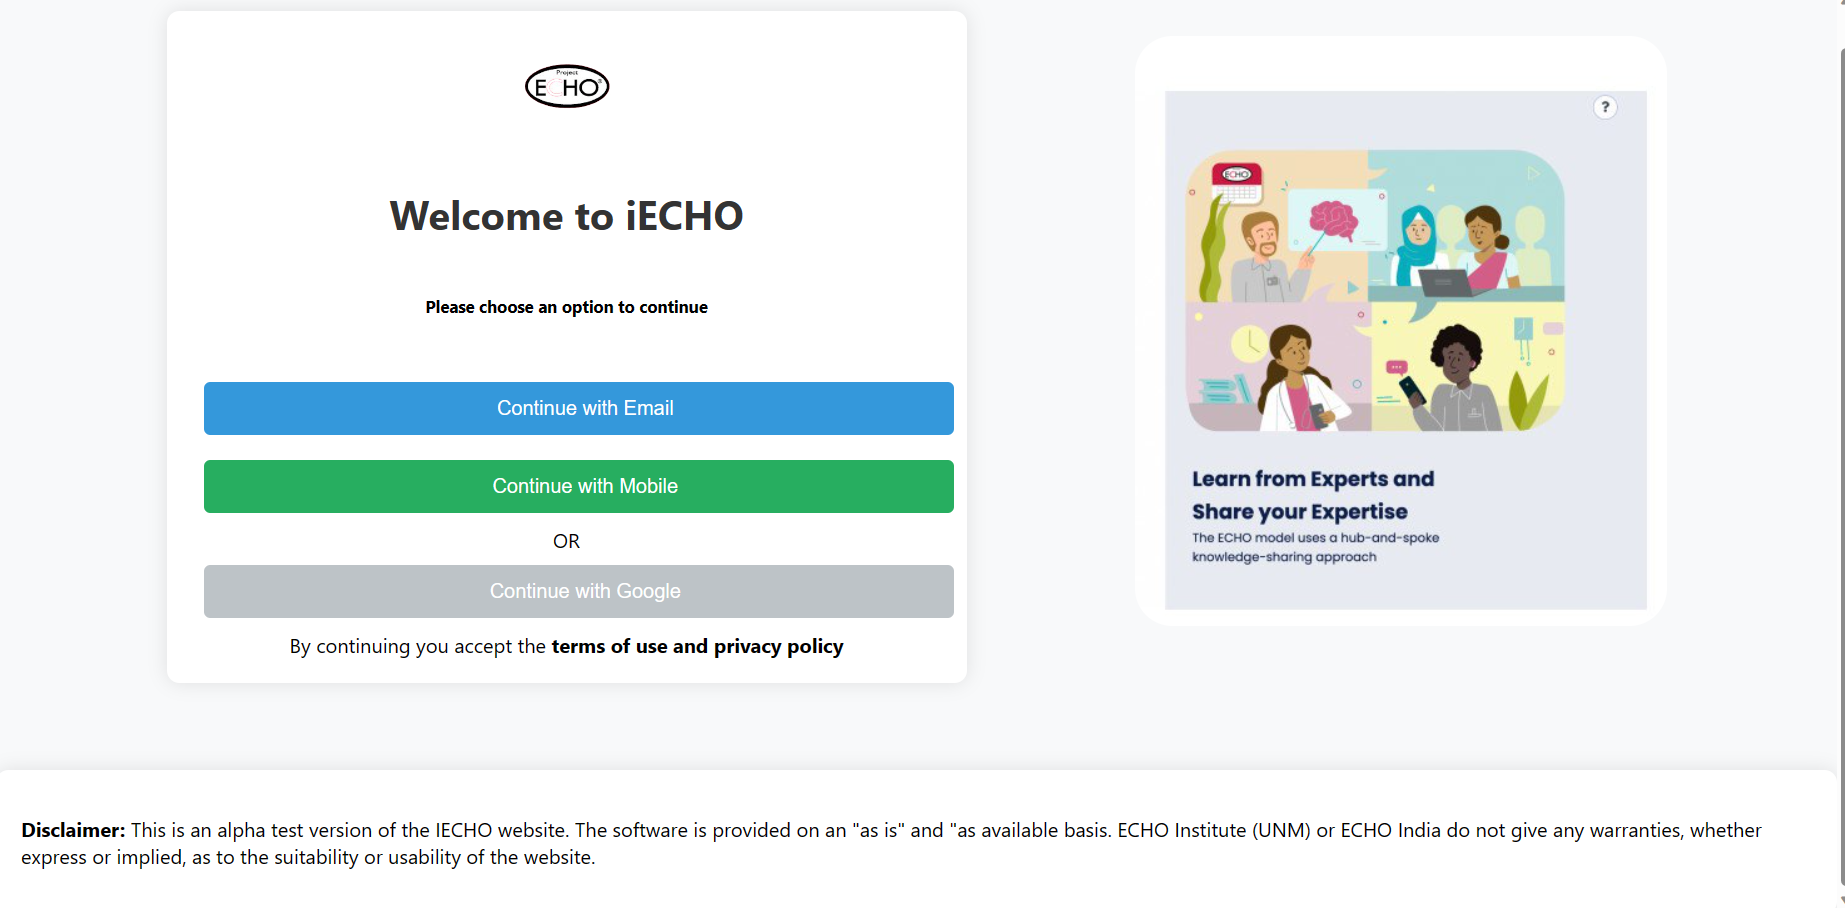 Project
ECHO®
Welcome to iECHO
Please choose an option to continue
Continue with Email
Continue with Mobile
OR
Continue with Google
By continuing you accept the terms of use and privacy policy
?
ECHO
Learn from Experts and
Share your Expertise
The ECHO model uses a hub-and-spoke
knowledge-sharing approach
Disclaimer: This is an alpha test version of the IECHO website. The software is provided on an "as is" and "as available basis. ECHO Institute (UNM) or ECHO India do not give any warranties, whether
express or implied, as to the suitability or usability of the website.